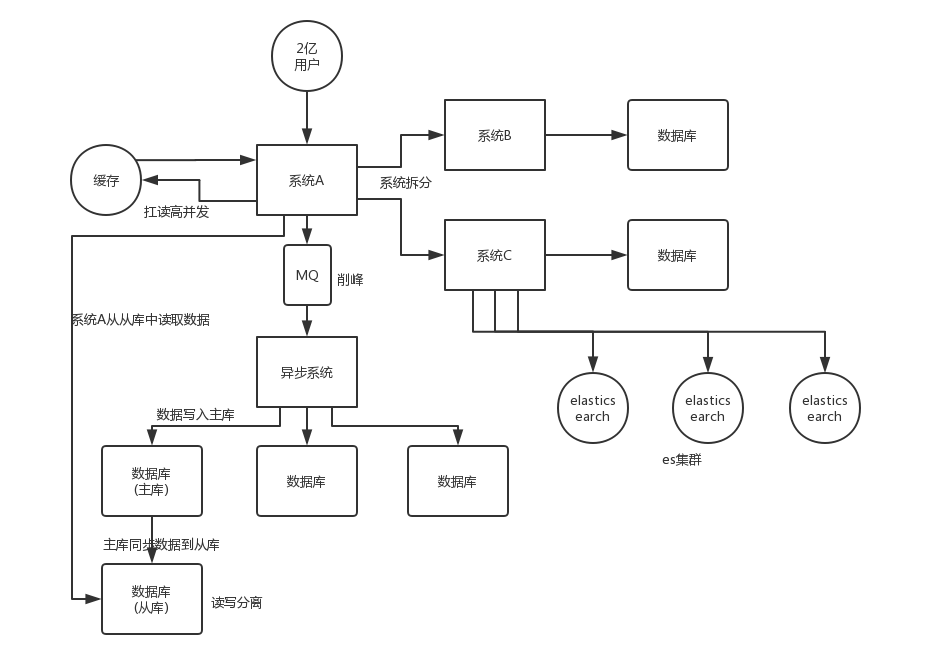 2亿
用户
系统B
数据库
缓存
系统A
系统拆分
扛读高并发
系统C
数据库
MQ
削峰
系统A从从库中读取数据
异步系统
elastics
earch
elastics
earch
elastics
earch
数据写入主库
es集群
数据库
(主库)
数据库
数据库
主库同步数据到从库
数据库
(从库)
读写分离